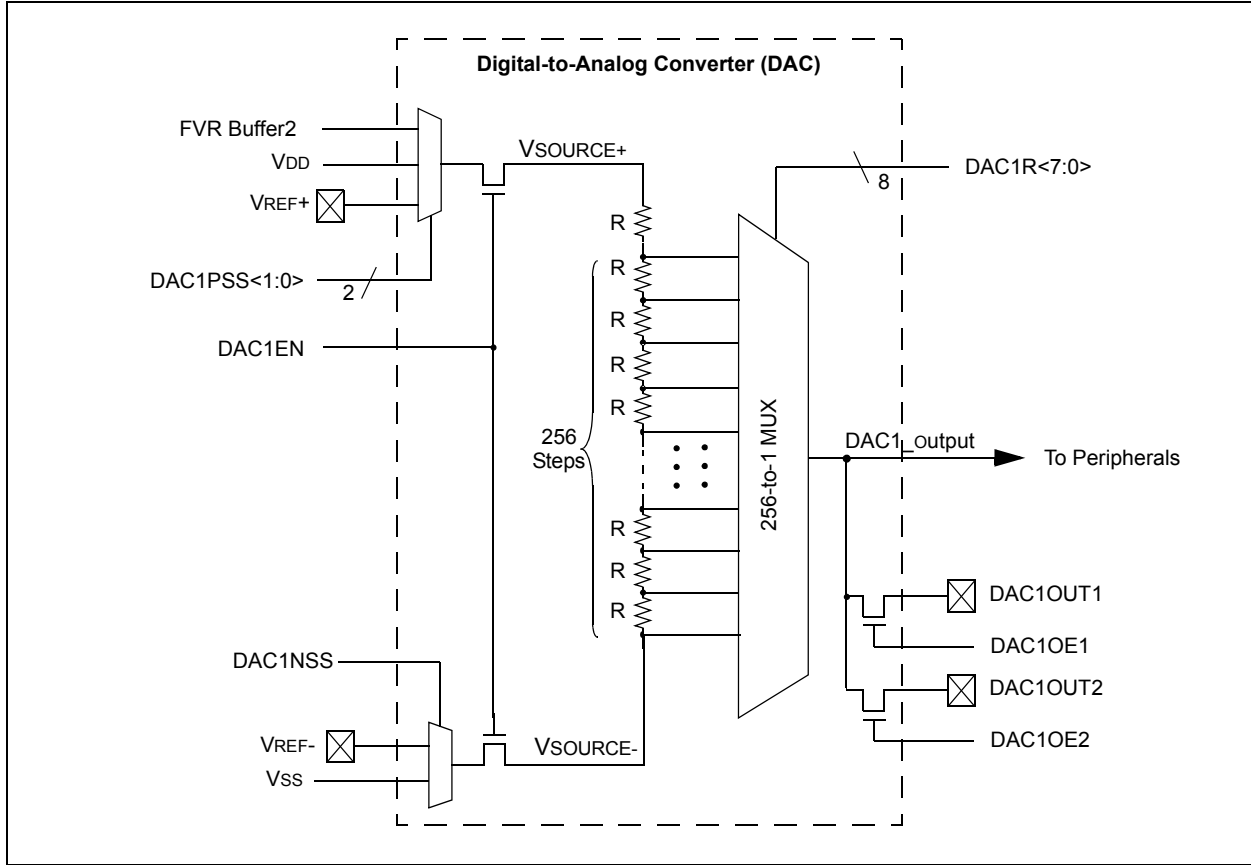 Digital-to-Analog Converter (DAC)
FVR Buffer2
VDD
VREF+
DAC1PSS<1:0>
2
DAC1EN
VSOURCE+
8
DAC1R<7:0>
R
R
R
R
R
256
Steps
R
R
R
256-to-1 MUX
DAC1_Output
To Peripherals
DAC1OUT1
DAC1OE1
DAC1OUT2
DAC1OE2
DAC1NSS
VREF-
VSS
VSOURCE-